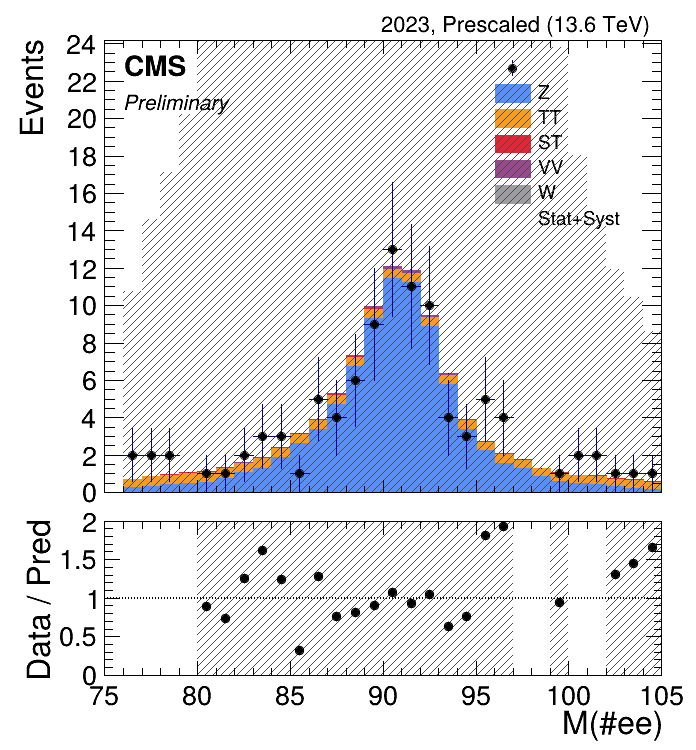 2023, Prescaled (13.6 TeV)
CMS
Preliminary
Events
24
22
20
18
16
14
12
10
8
6
4
2
0
Z
TT
ST
VV
W
Stat+Syst
Data / Pred
2
1.5
1
0.5
0
75 80 85 90 95 100 105
M(#ee)